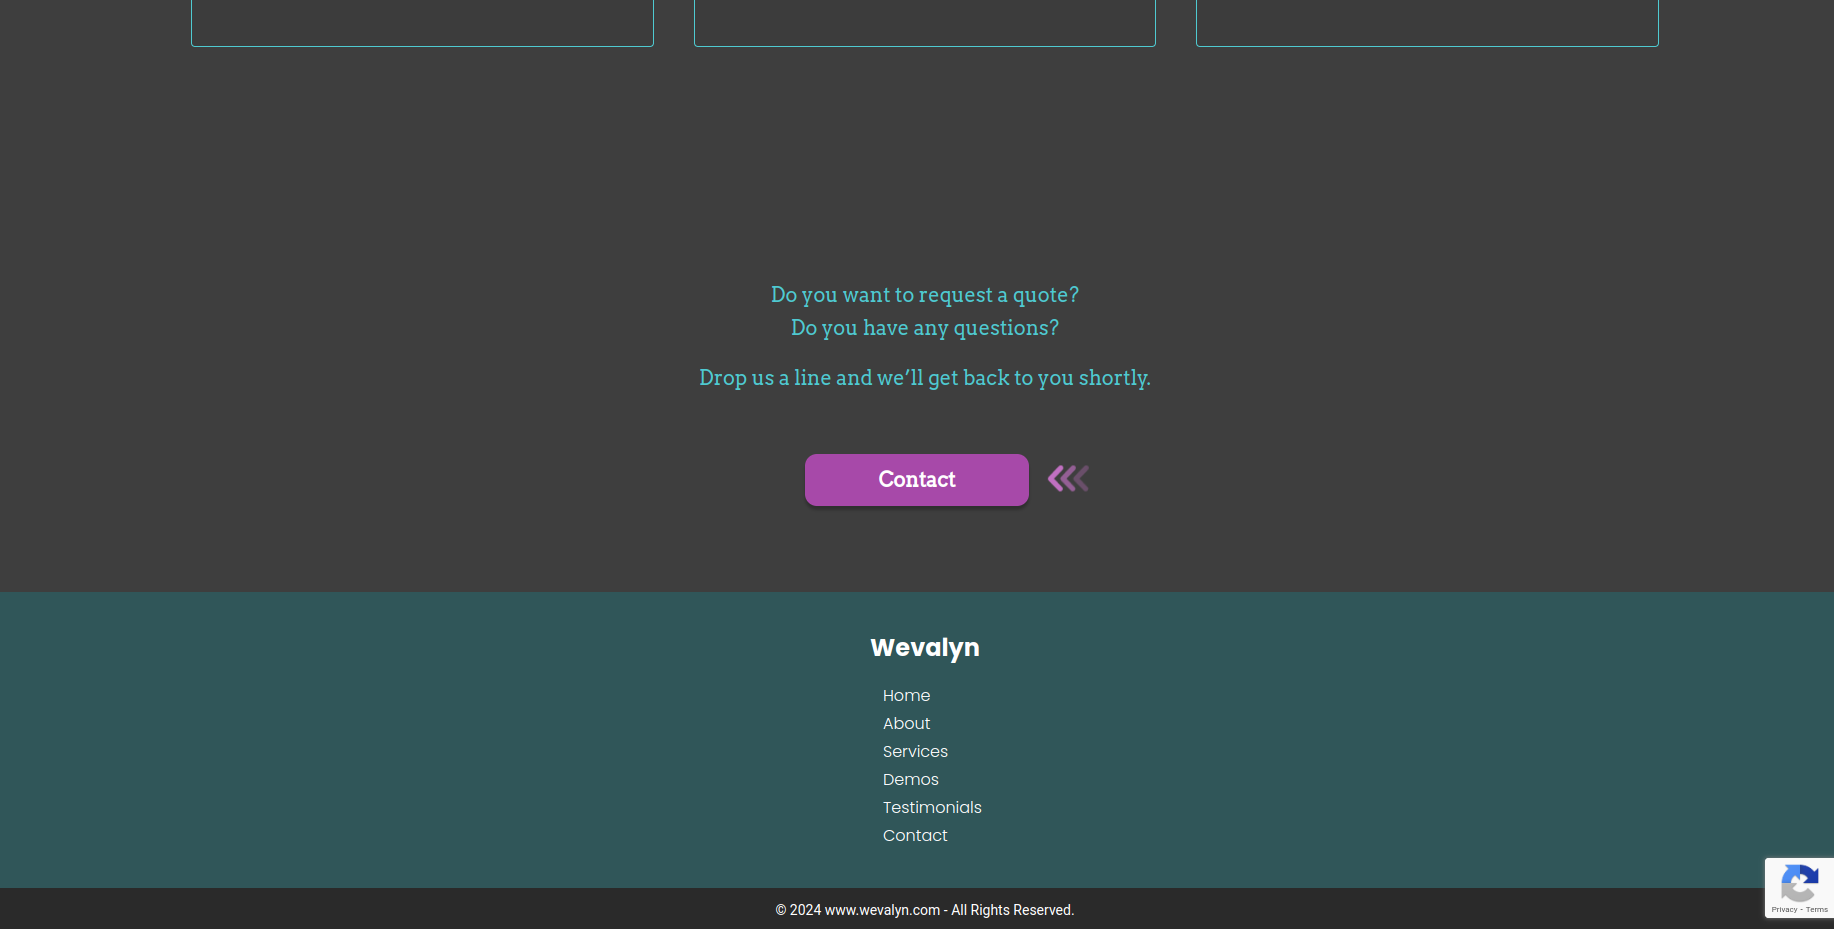 Do you want to request a quote?
Do you have any questions?
Drop us a line and we’ll get back to you shortly.
Contact
Wevalyn
Home
About
Services
Demos
Testimonials
Contact
© 2024 www.wevalyn.com - All Rights Reserved.
Privacy - Terms